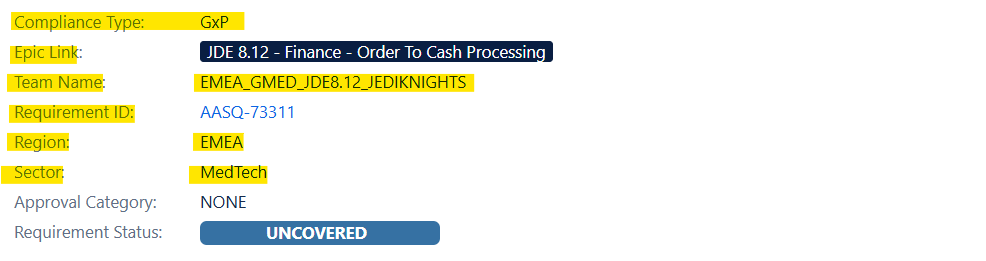 Compliance Type: GxP
Epic Link: JDE 8.12 - Finance - Order To Cash Processing
Team Name: EMEA_GMED_JDE8.12_JEDIKNIGHTS
Requirement ID: AASQ-73311
Region: EMEA
Sector: MedTech
Approval Category: NONE
Requirement Status: UNCOVERED